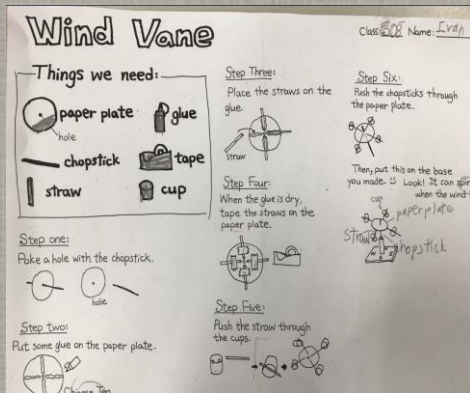 Wind Vane
Class: 308 Name: Ivan
Things we need:
paper plate
hole
glue
chopstick
tape
straw
cup
Step one:
Poke a hole with the chopstick.
hole
Step two:
Put some glue on the paper plate.
Step Three:
Place the straws on the
glue.
straw
Step Four:
When the glue is dry,
tape the straws on the
paper plate.
Step Five:
Push the straw through
the cups.
Step Six:
Push the chopsticks through
the paper plate.
Then, put this on the base
you made. Look! It can spin
when the wind
cup
paper plate
straw
chopstick